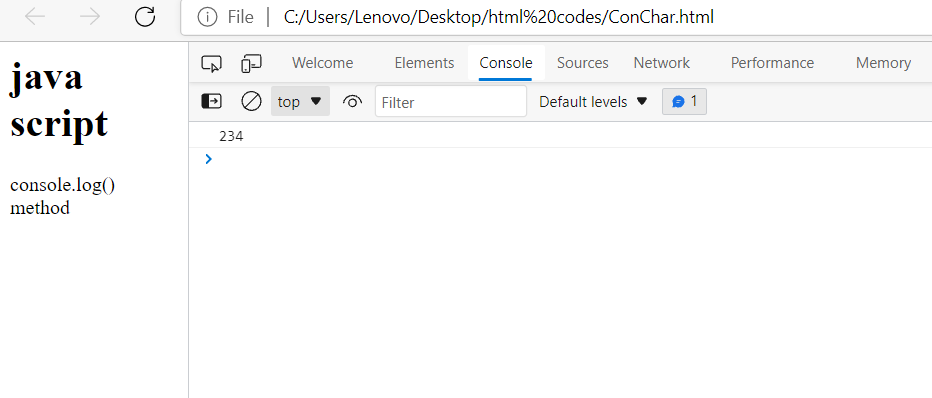 File | C:/Users/Lenovo/Desktop/html%20codes/ConChar.html
java
script
console.log()
method
Welcome Elements Console Sources Network Performance Memory
top Filter Default levels 1
234